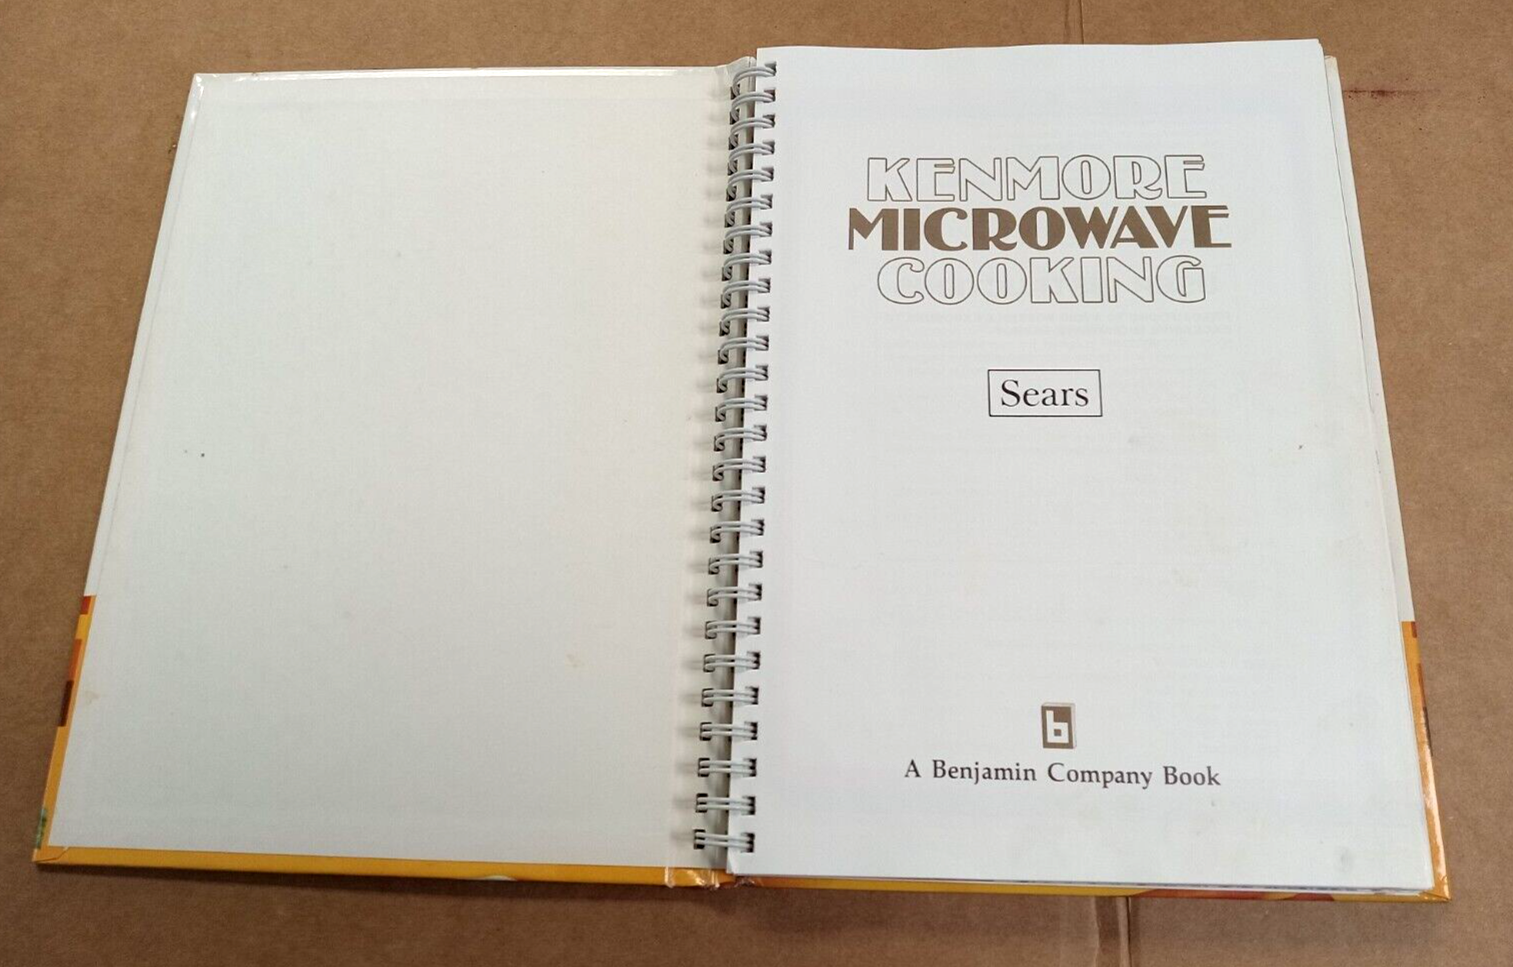 KENMORE
MICROWAVE
COOKING
Sears
b
A Benjamin Company Book